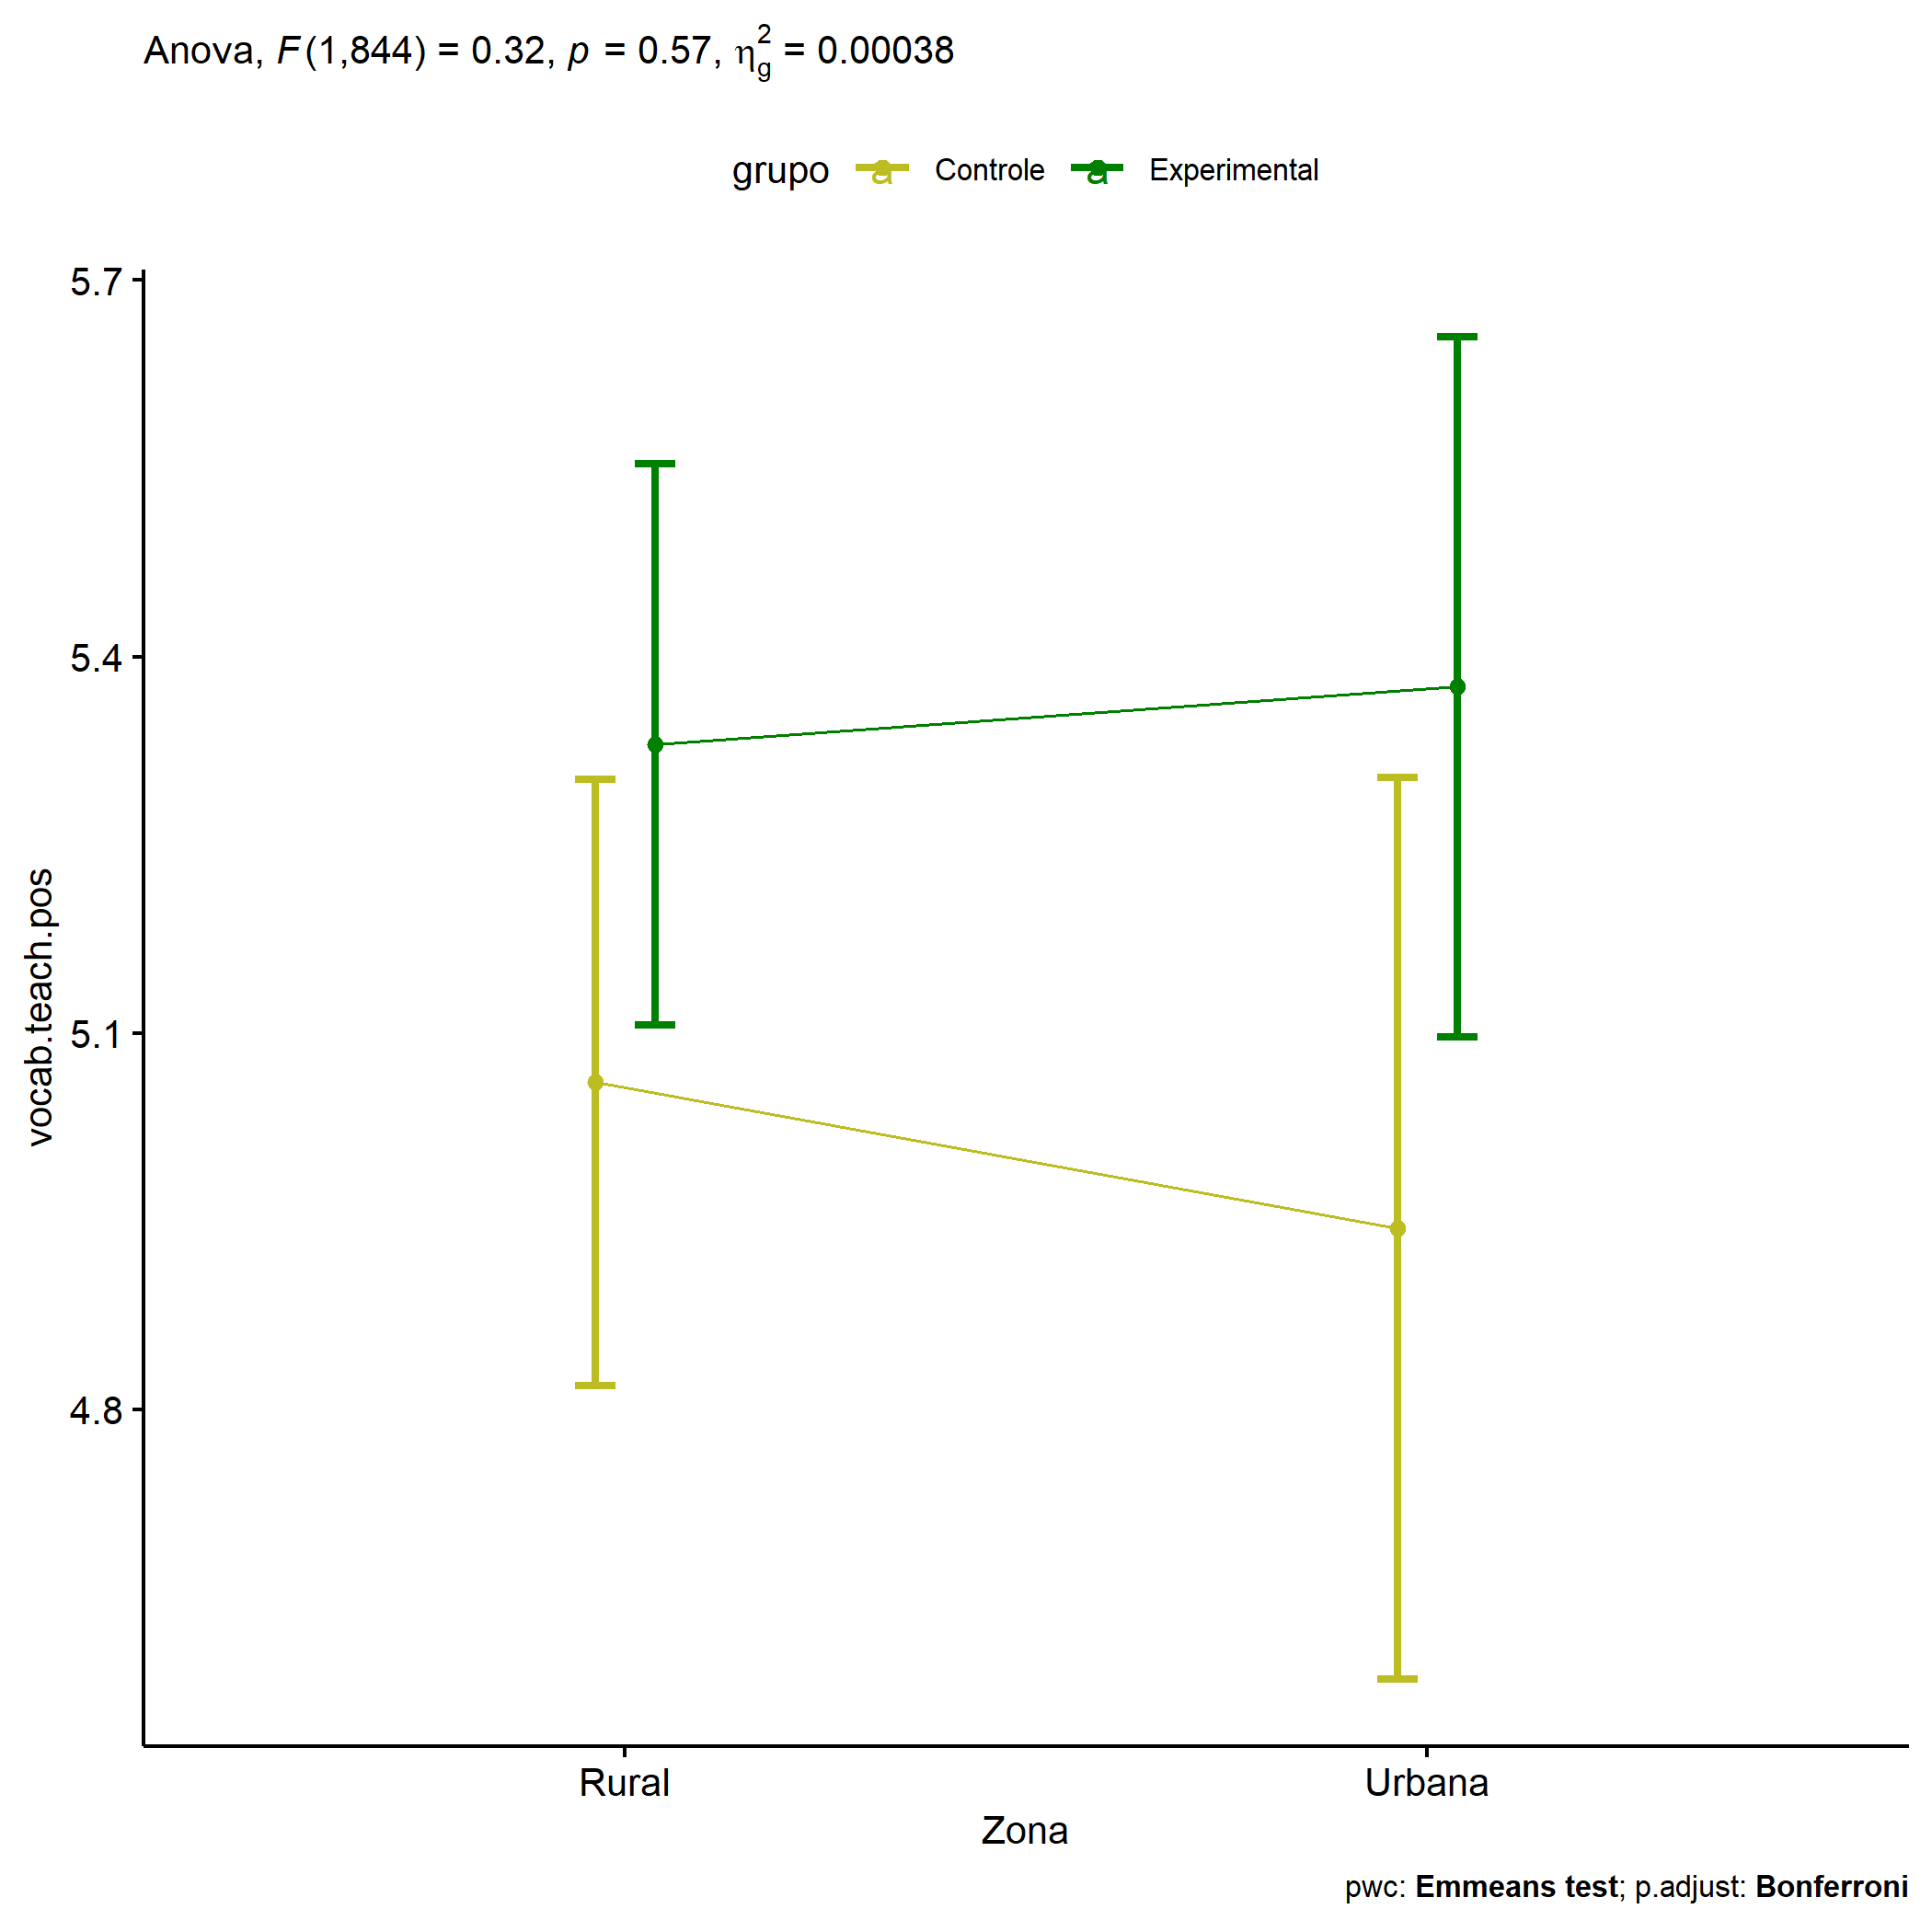 Anova, F(1,844) = 0.32, p = 0.57, η²g = 0.00038
grupo a Controle a Experimental
5.7
5.4
5.1
4.8
vocab.teach.pos
Rural Urbana
Zona
pwc: Emmeans test; p.adjust: Bonferroni